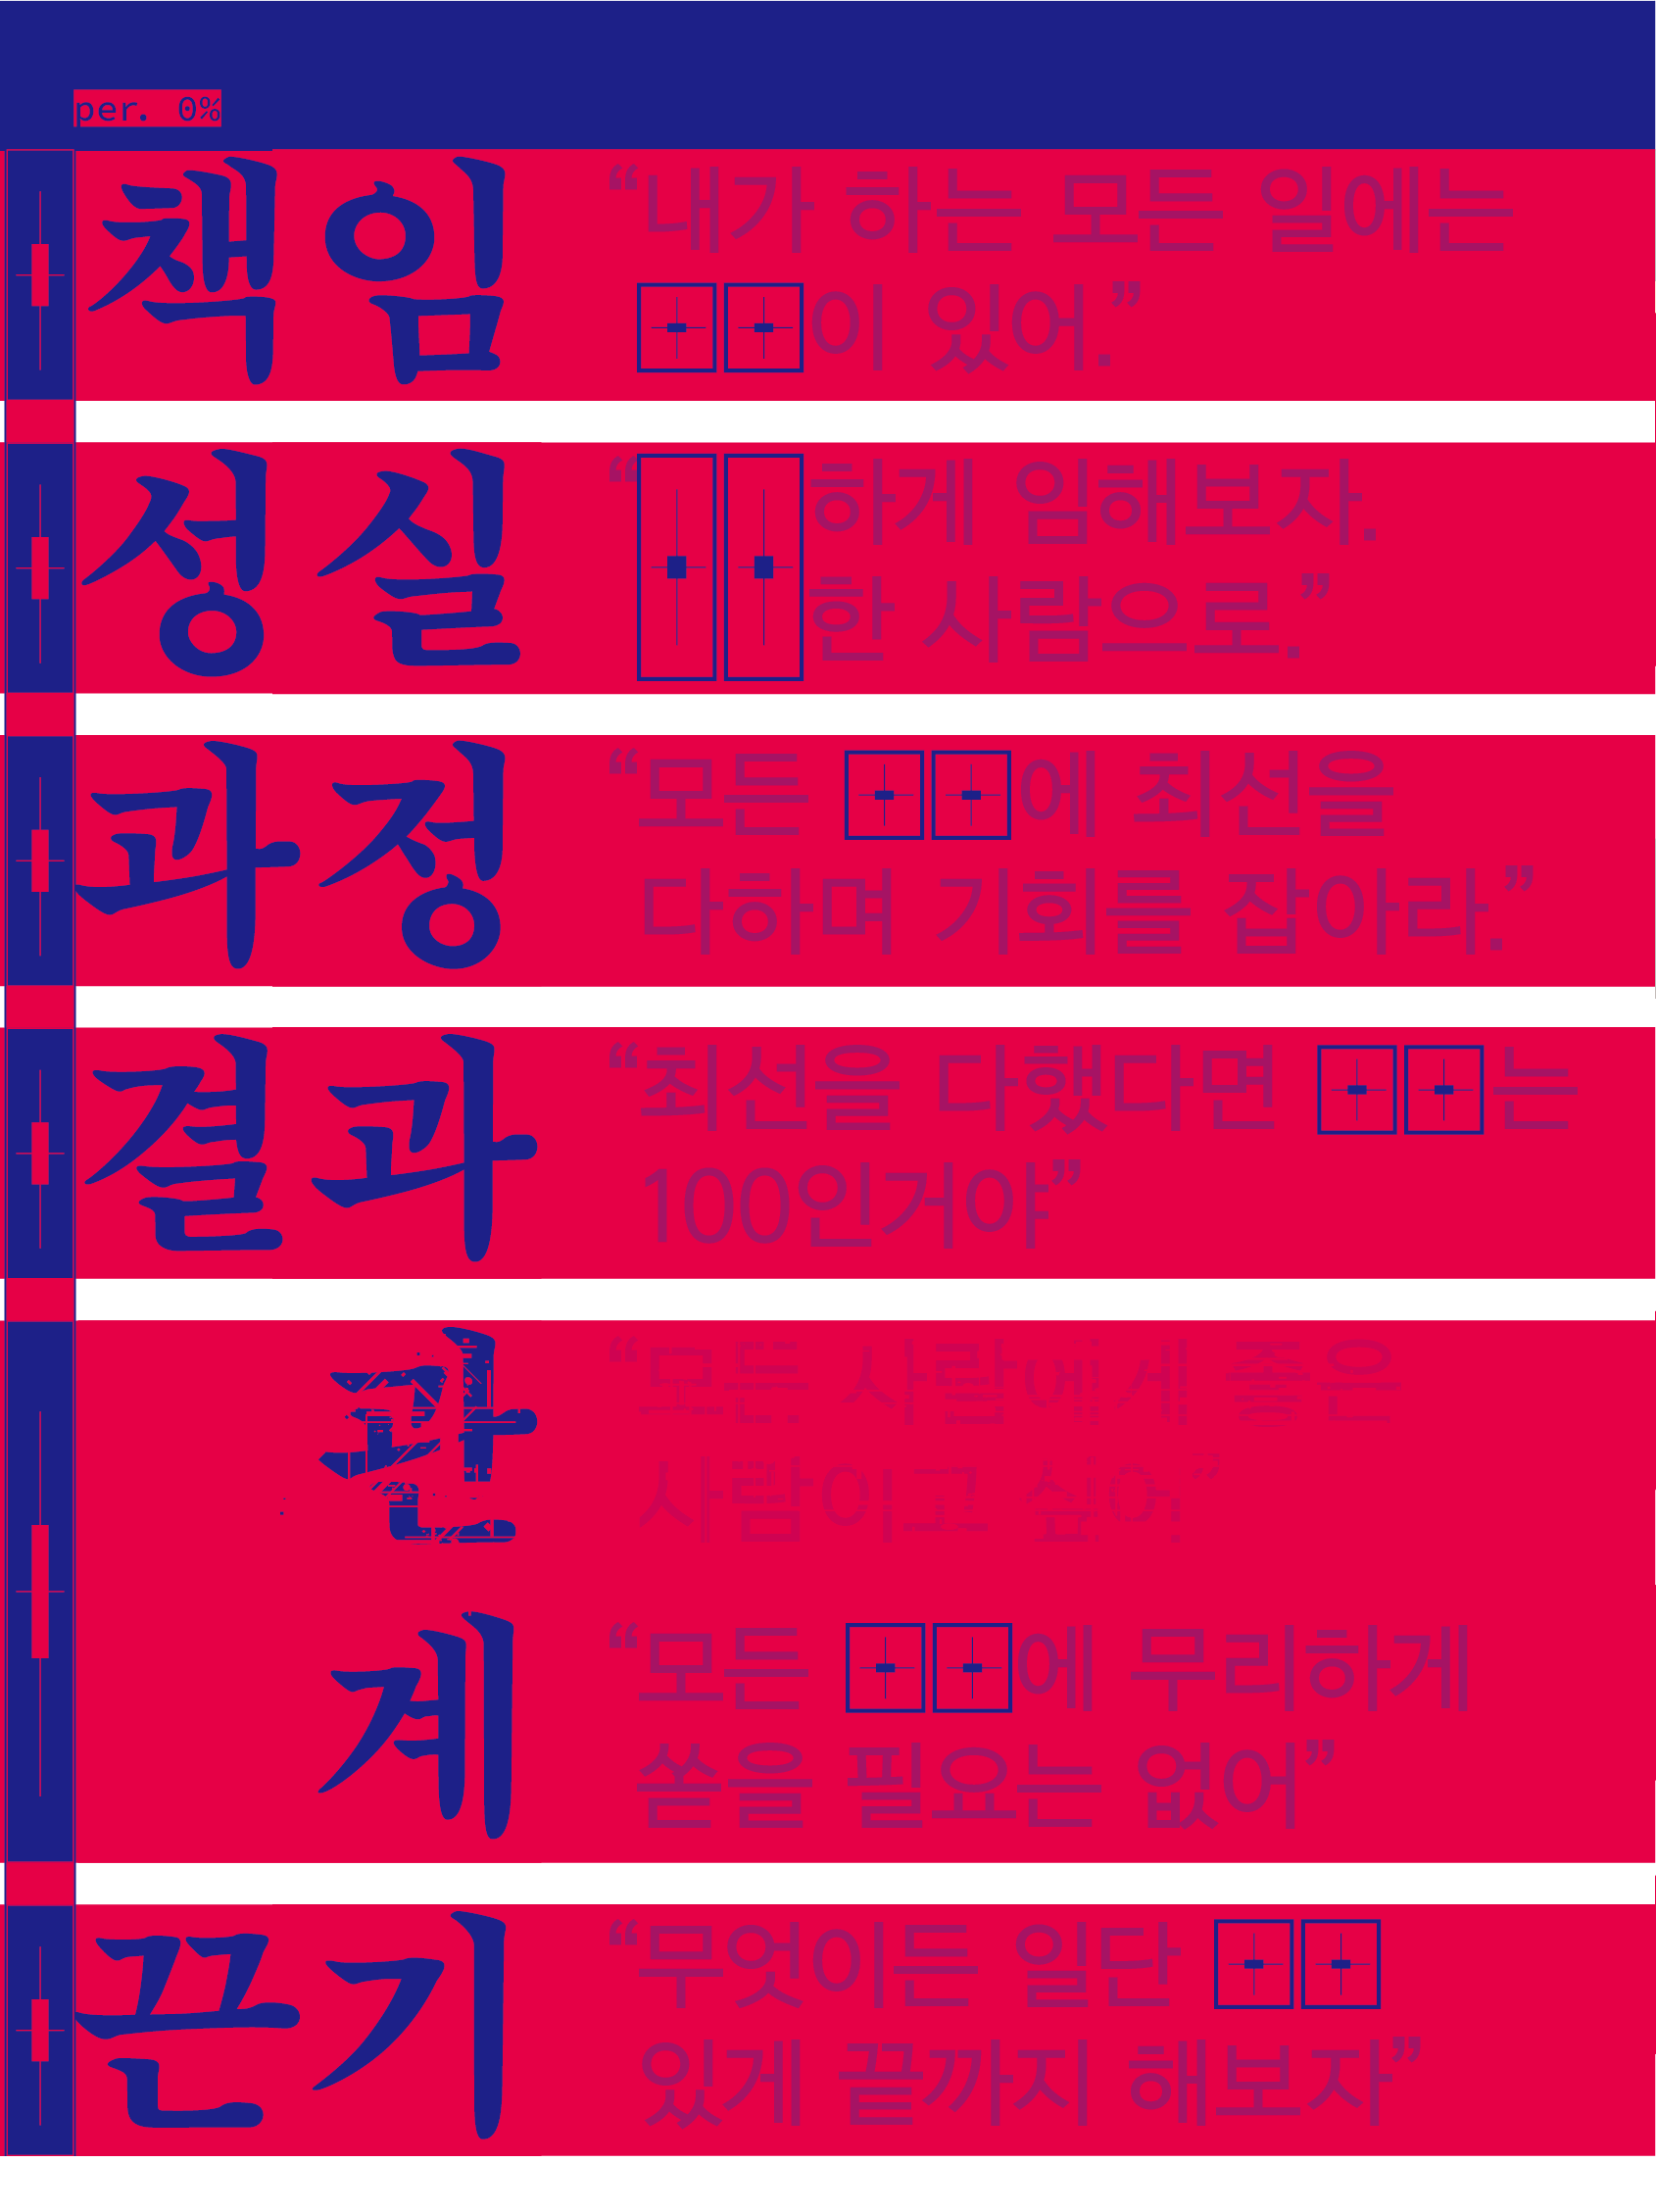 per. 0%
책임
“내가 하는 모든 일에는
이 있어.”
성실
“하게 임해보자.
한 사람으로.”
과정
“모든 에 최선을
다하며 기회를 잡아라.”
결과
“최선을 다했다면 는
100인거야”
관
“모든 사람에게 좋은
사람이고 싶어.”
계
“모든 에 무리하게
쏟을 필요는 없어”
끈기
“무엇이든 일단
있게 끝까지 해보자”